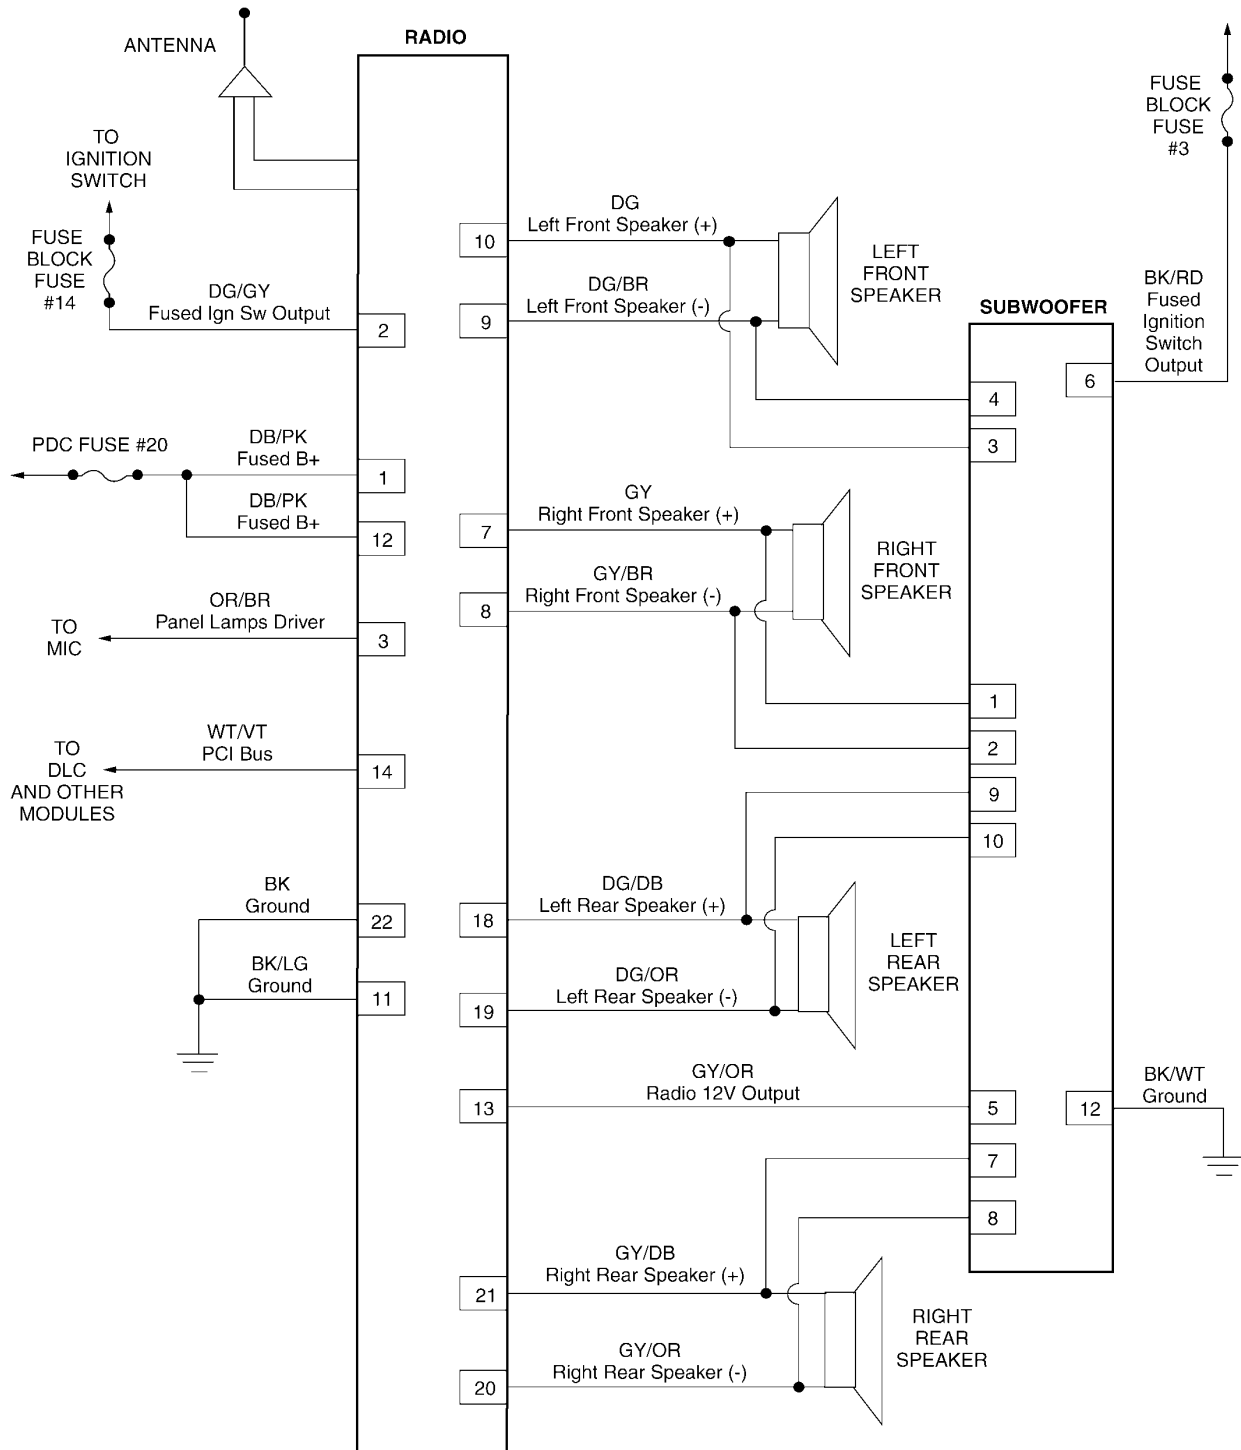 RADIO
ANTENNA
TO
IGNITION
SWITCH
FUSE
BLOCK
FUSE
#14
DG/GY
Fused Ign Sw Output
2
PDC FUSE #20
DB/PK
Fused B+
1
DB/PK
Fused B+
12
OR/BR
Panel Lamps Driver
TO
MIC
3
WT/VT
PCI Bus
TO
DLC
AND OTHER
MODULES
14
BK
Ground
22
BK/LG
Ground
11
10
DG
Left Front Speaker (+)
9
DG/BR
Left Front Speaker (-)
LEFT
FRONT
SPEAKER
7
GY
Right Front Speaker (+)
8
GY/BR
Right Front Speaker (-)
RIGHT
FRONT
SPEAKER
18
DG/DB
Left Rear Speaker (+)
19
DG/OR
Left Rear Speaker (-)
LEFT
REAR
SPEAKER
13
GY/OR
Radio 12V Output
21
GY/DB
Right Rear Speaker (+)
20
GY/OR
Right Rear Speaker (-)
RIGHT
REAR
SPEAKER
SUBWOOFER
4
3
1
2
9
10
5
7
8
6
12
FUSE
BLOCK
FUSE
#3
BK/RD
Fused
Ignition
Switch
Output
BK/WT
Ground